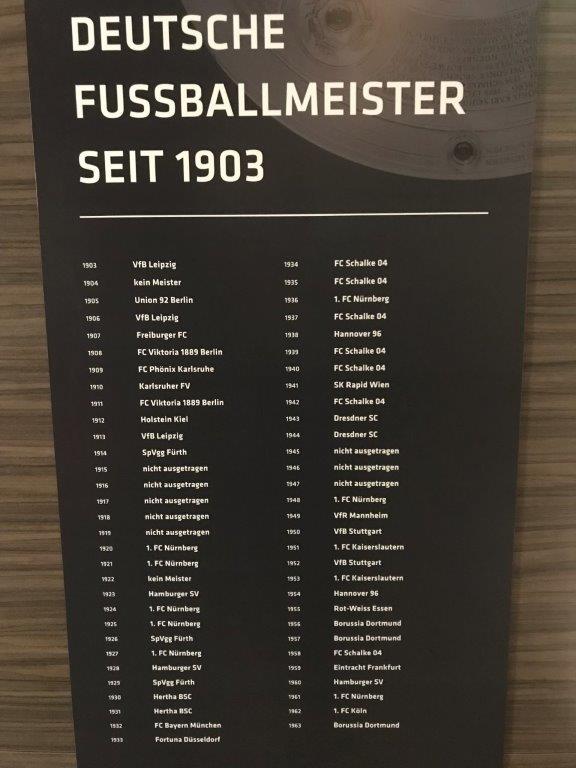 DEUTSCHE
FUSSBALLMEISTER
SEIT 1903
1903 VfB Leipzig
1904 kein Meister
1905 Union 92 Berlin
1906 VfB Leipzig
1907 Freiburger FC
1908 FC Viktoria 1889 Berlin
1909 FC Phönix Karlsruhe
1910 Karlsruher FV
1911 FC Viktoria 1889 Berlin
1912 Holstein Kiel
1913 VfB Leipzig
1914 SpVgg Fürth
1915 nicht ausgetragen
1916 nicht ausgetragen
1917 nicht ausgetragen
1918 nicht ausgetragen
1919 nicht ausgetragen
1920 1. FC Nürnberg
1921 1. FC Nürnberg
1922 kein Meister
1923 Hamburger SV
1924 1. FC Nürnberg
1925 1. FC Nürnberg
1926 SpVgg Fürth
1927 1. FC Nürnberg
1928 Hamburger SV
1929 SpVgg Fürth
1930 Hertha BSC
1931 Hertha BSC
1932 FC Bayern München
1933 Fortuna Düsseldorf
1934 FC Schalke 04
1935 FC Schalke 04
1936 1. FC Nürnberg
1937 FC Schalke 04
1938 Hannover 96
1939 FC Schalke 04
1940 FC Schalke 04
1941 SK Rapid Wien
1942 FC Schalke 04
1943 Dresdner SC
1944 Dresdner SC
1945 nicht ausgetragen
1946 nicht ausgetragen
1947 nicht ausgetragen
1948 1. FC Nürnberg
1949 VfR Mannheim
1950 VfB Stuttgart
1951 1. FC Kaiserslautern
1952 VfB Stuttgart
1953 1. FC Kaiserslautern
1954 Hannover 96
1955 Rot-Weiss Essen
1956 Borussia Dortmund
1957 Borussia Dortmund
1958 FC Schalke 04
1959 Eintracht Frankfurt
1960 Hamburger SV
1961 1. FC Nürnberg
1962 1. FC Köln
1963 Borussia Dortmund